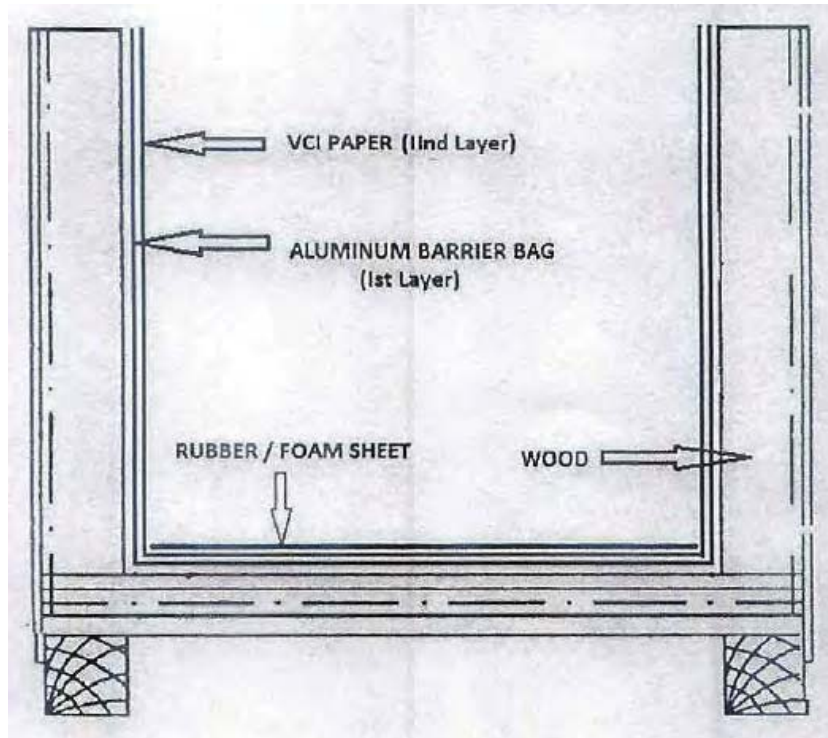 VCI PAPER (IInd Layer)
ALUMINUM BARRIER BAG
(Ist Layer)
RUBBER / FOAM SHEET
WOOD